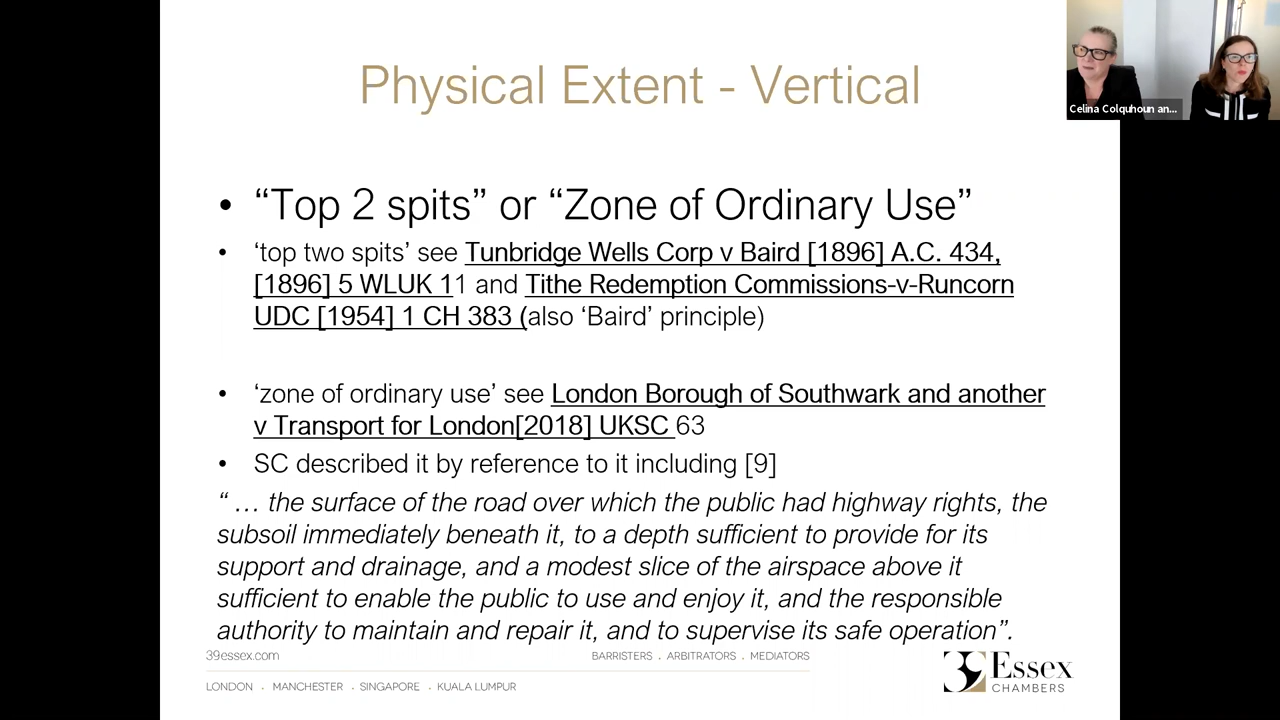 Physical Extent - Vertical
Celina Colquhoun an...
• “Top 2 spits” or “Zone of Ordinary Use”
• ‘top two spits’ see Tunbridge Wells Corp v Baird [1896] A.C. 434,
[1896] 5 WLUK 11 and Tithe Redemption Commissions-v-Runcorn
UDC [1954] 1 CH 383 (also ‘Baird’ principle)
• ‘zone of ordinary use’ see London Borough of Southwark and another
v Transport for London[2018] UKSC 63
• SC described it by reference to it including [9]
“ … the surface of the road over which the public had highway rights, the
subsoil immediately beneath it, to a depth sufficient to provide for its
support and drainage, and a modest slice of the airspace above it
sufficient to enable the public to use and enjoy it, and the responsible
authority to maintain and repair it, and to supervise its safe operation”.
39essex.com
BARRISTERS . ARBITRATORS . MEDIATORS
LONDON . MANCHESTER . SINGAPORE . KUALA LUMPUR
39 Essex
CHAMBERS